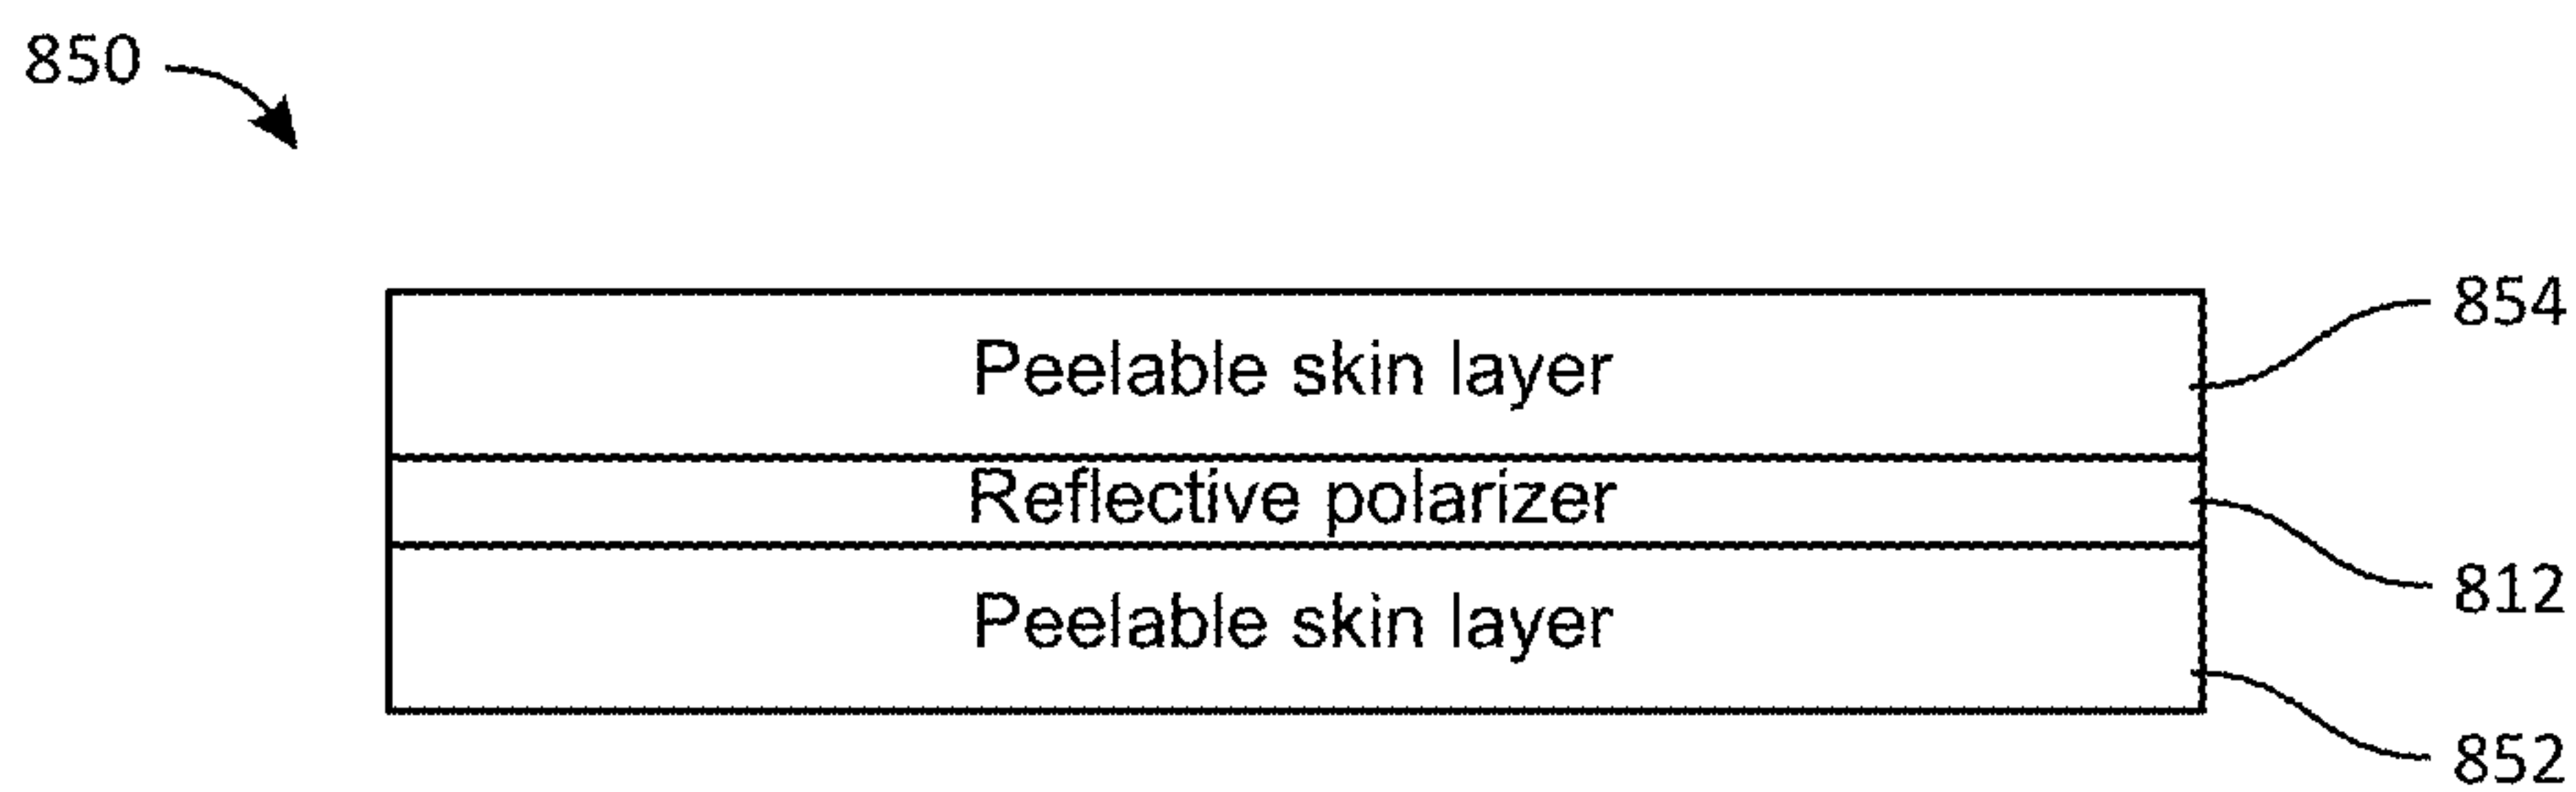 850
854
Peelable skin layer
Reflective polarizer
812
Peelable skin layer
852